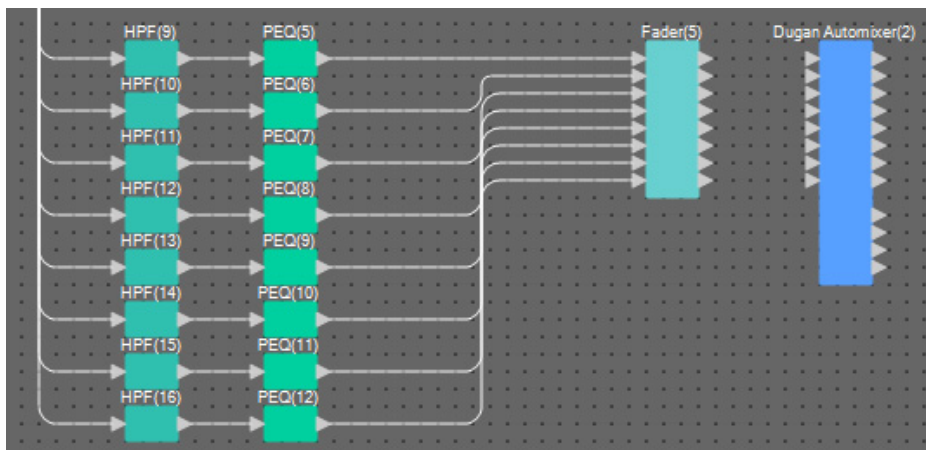 HPF(9) PEQ(5) Fader(5) Dugan Automixer(2)
HPF(10) PEQ(6)
HPF(11) PEQ(7)
HPF(12) PEQ(8)
HPF(13) PEQ(9)
HPF(14) PEQ(10)
HPF(15) PEQ(11)
HPF(16) PEQ(12)